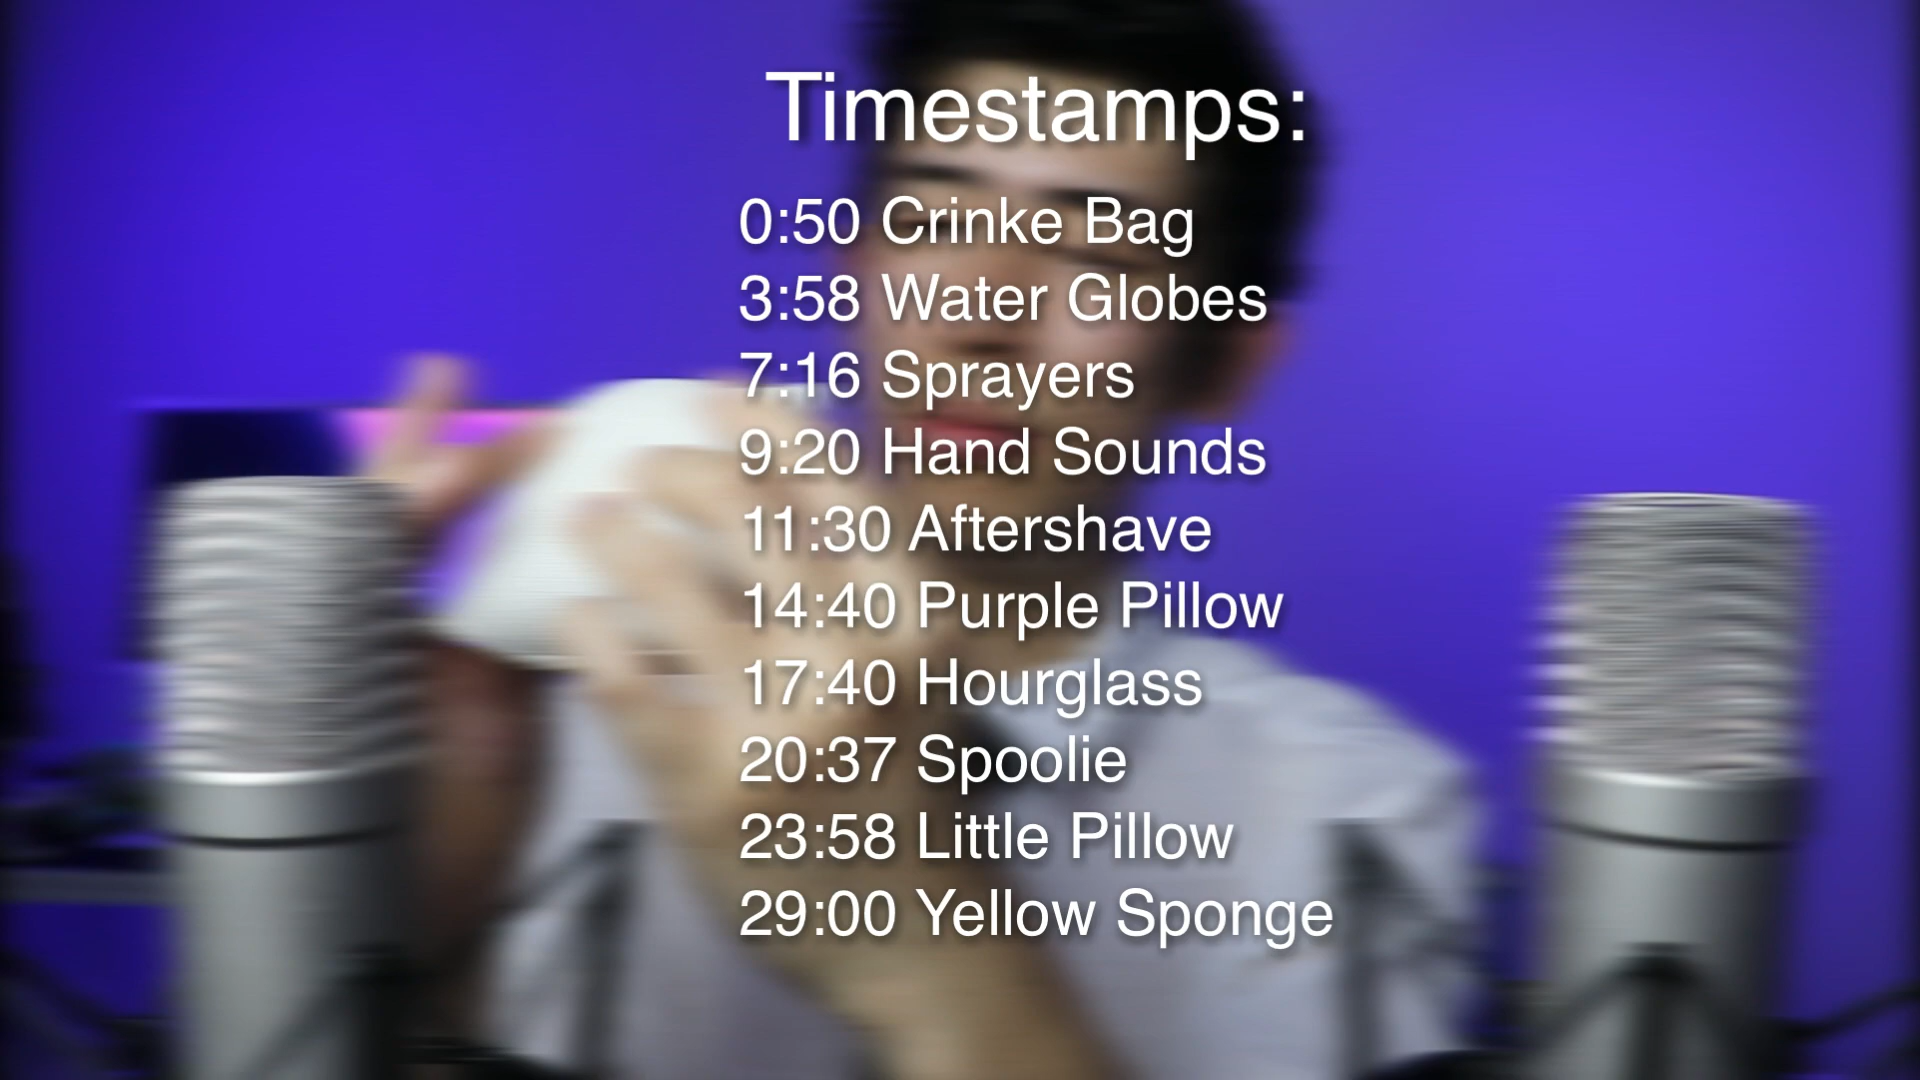 Timestamps:
0:50 Crinke Bag
3:58 Water Globes
7:16 Sprayers
9:20 Hand Sounds
11:30 Aftershave
14:40 Purple Pillow
17:40 Hourglass
20:37 Spoolie
23:58 Little Pillow
29:00 Yellow Sponge